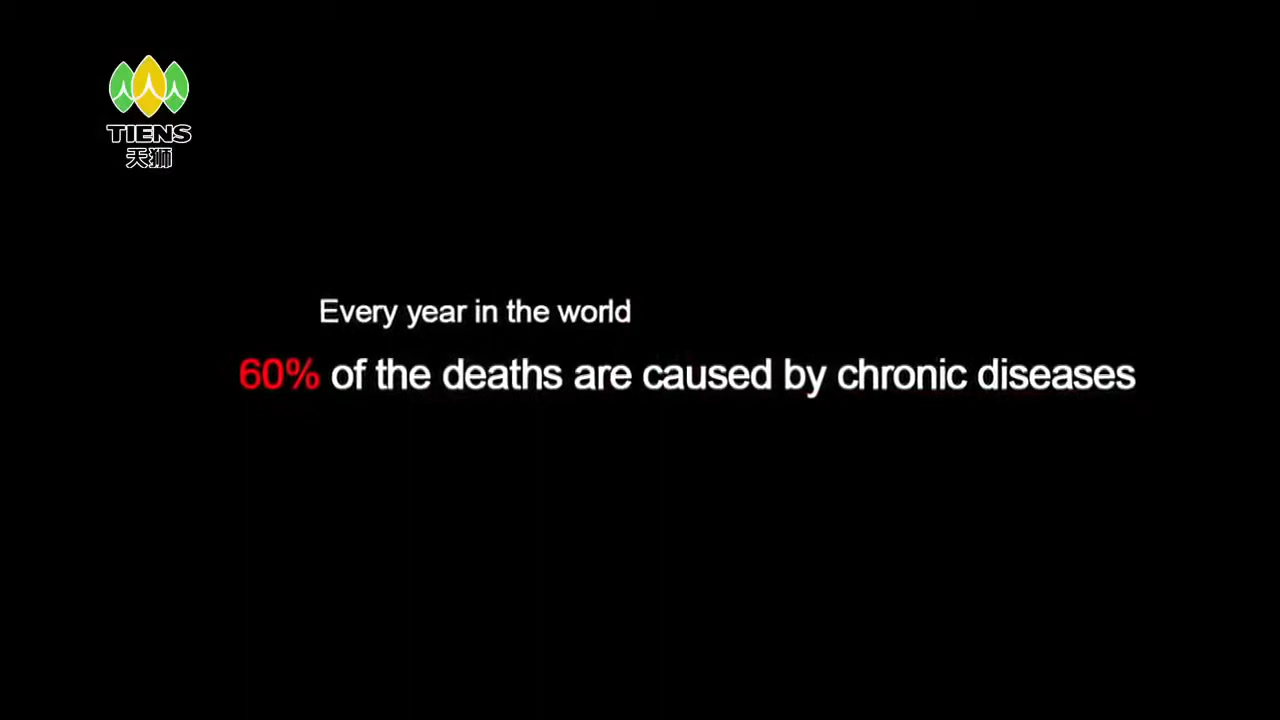 TIENS
天狮
Every year in the world
60% of the deaths are caused by chronic diseases